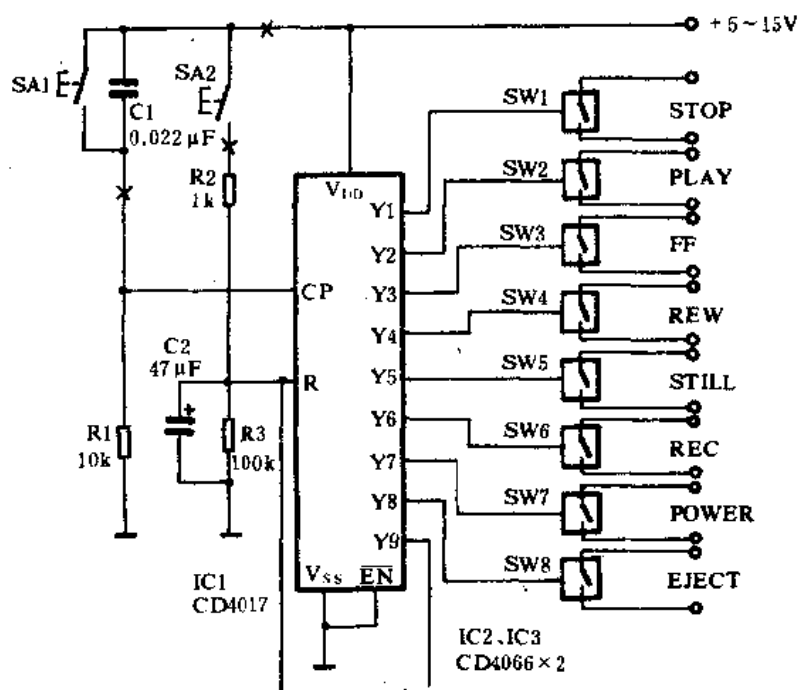 +5~15V
SA1
C1
0.022μF
SA2
R2
1k
VDD
CP
R
C2
47μF
R1
10k
R3
100k
IC1
CD4017
VSS
EN
Y1
Y2
Y3
Y4
Y5
Y6
Y7
Y8
Y9
SW1
STOP
SW2
PLAY
SW3
FF
SW4
REW
SW5
STILL
SW6
REC
SW7
POWER
SW8
EJECT
IC2、IC3
CD4066×2